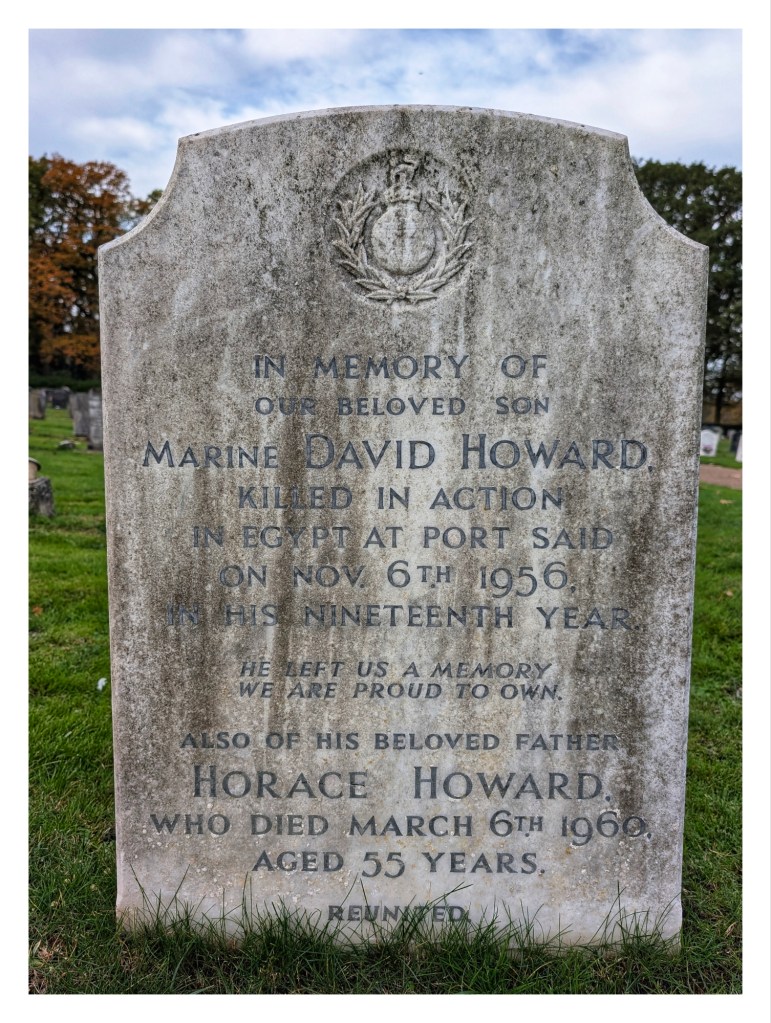 IN MEMORY OF
OUR BELOVED SON
MARINE DAVID HOWARD,
KILLED IN ACTION
IN EGYPT AT PORT SAID
ON NOV. 6TH 1956,
IN HIS NINETEENTH YEAR.
HE LEFT US A MEMORY
WE ARE PROUD TO OWN.
ALSO OF HIS BELOVED FATHER
HORACE HOWARD,
WHO DIED MARCH 6TH 1960,
AGED 55 YEARS.
REUNITED.